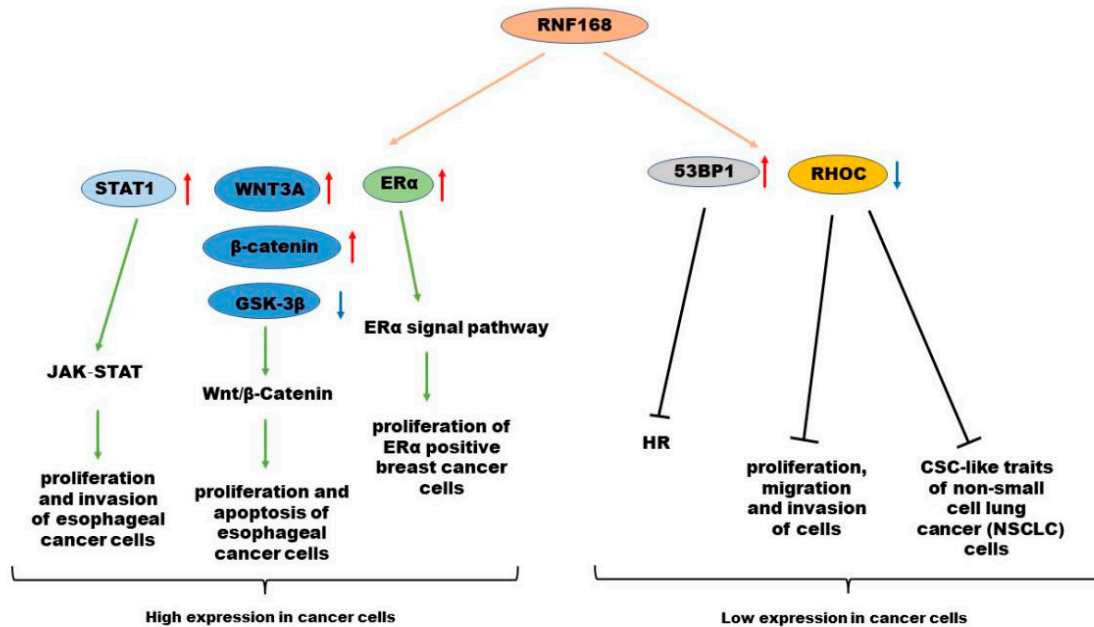 RNF168
STAT1
WNT3A
ERα
53BP1
RHOC
β-catenin
GSK-3β
ERα signal pathway
JAK-STAT
Wnt/β-Catenin
proliferation of
ERα positive
breast cancer
cells
HR
proliferation
and invasion
of esophageal
cancer cells
proliferation and
apoptosis of
esophageal
cancer cells
proliferation,
migration
and invasion
of cells
CSC-like traits
of non-small
cell lung
cancer (NSCLC)
cells
High expression in cancer cells
Low expression in cancer cells